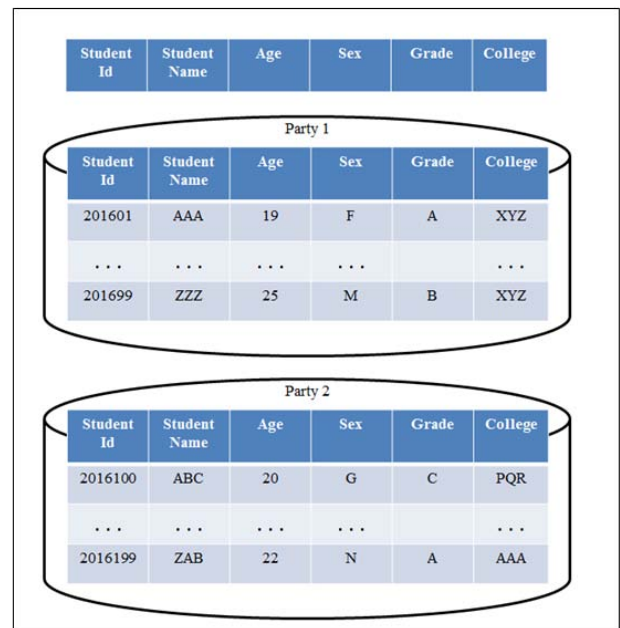 Student Id Student Name Age Sex Grade College
Party 1
Student Id Student Name Age Sex Grade College
201601 AAA 19 F A XYZ
... ... ... ... ...
201699 ZZZ 25 M B XYZ
Party 2
Student Id Student Name Age Sex Grade College
2016100 ABC 20 G C PQR
... ... ... ... ...
2016199 ZAB 22 N A AAA